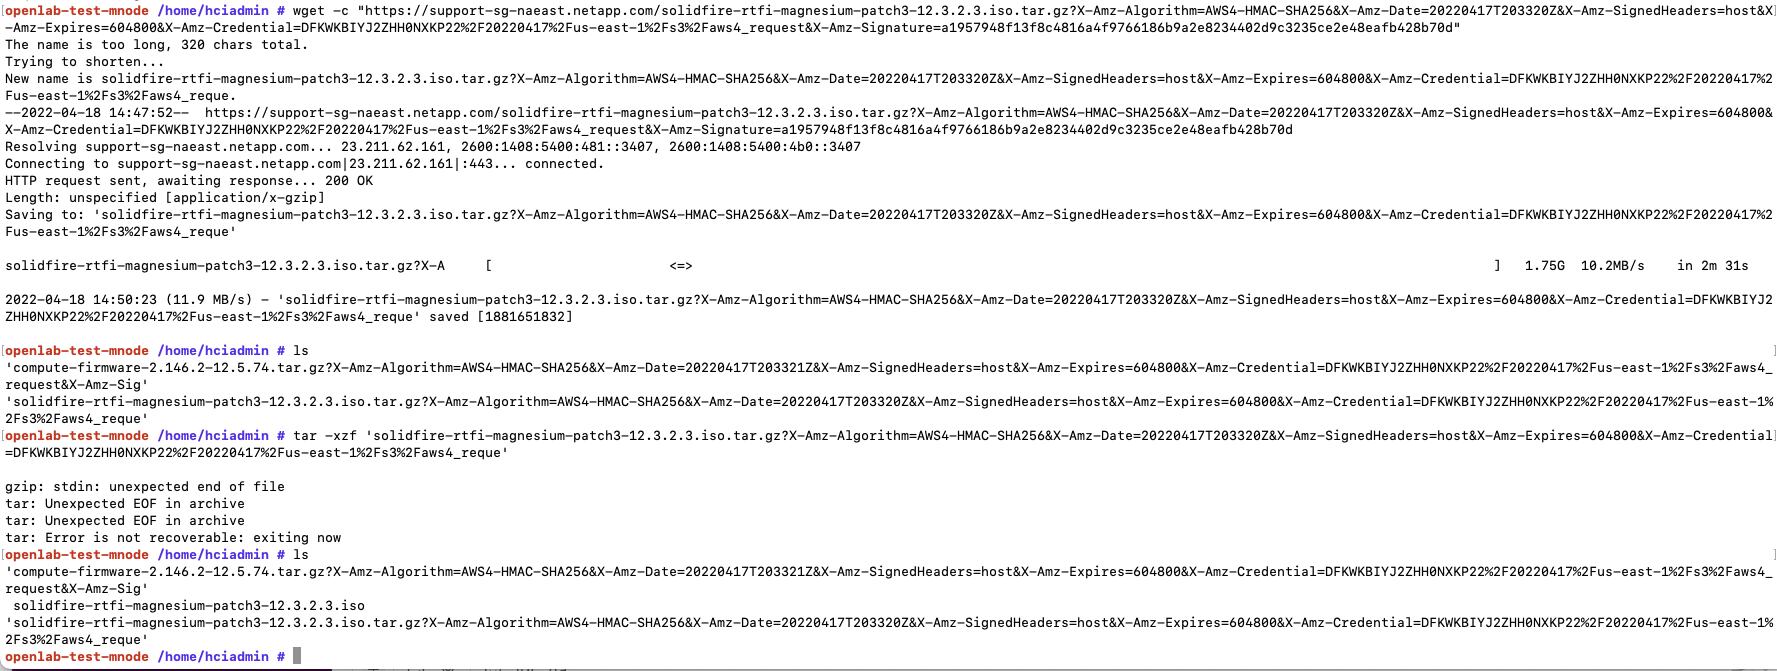 [openlab-test-mnode /home/hciadmin # wget -c "https://support-sg-naeast.netapp.com/solidfire-rtfi-magnesium-patch3-12.3.2.3.iso.tar.gz?X-Amz-Algorithm=AWS4-HMAC-SHA256&X-Amz-Date=20220417T203320Z&X-Amz-SignedHeaders=host&X]
-Amz-Expires=604800&X-Amz-Credential=DFKWKBIYJ2ZHH0NXKP22%2F20220417%2Fus-east-1%2Fs3%2Faws4_request&X-Amz-Signature=a1957948f13f8c4816a4f9766186b9a2e8234402d9c3235ce2e48eafb428b70d"
The name is too long, 320 chars total.
Trying to shorten...
New name is solidfire-rtfi-magnesium-patch3-12.3.2.3.iso.tar.gz?X-Amz-Algorithm=AWS4-HMAC-SHA256&X-Amz-Date=20220417T203320Z&X-Amz-SignedHeaders=host&X-Amz-Expires=604800&X-Amz-Credential=DFKWKBIYJ2ZHH0NXKP22%2F20220417%2
Fus-east-1%2Fs3%2Faws4_reque.
--2022-04-18 14:47:52--  https://support-sg-naeast.netapp.com/solidfire-rtfi-magnesium-patch3-12.3.2.3.iso.tar.gz?X-Amz-Algorithm=AWS4-HMAC-SHA256&X-Amz-Date=20220417T203320Z&X-Amz-SignedHeaders=host&X-Amz-Expires=604800&
X-Amz-Credential=DFKWKBIYJ2ZHH0NXKP22%2F20220417%2Fus-east-1%2Fs3%2Faws4_request&X-Amz-Signature=a1957948f13f8c4816a4f9766186b9a2e8234402d9c3235ce2e48eafb428b70d
Resolving support-sg-naeast.netapp.com... 23.211.62.161, 2600:1408:5400:481::3407, 2600:1408:5400:4b0::3407
Connecting to support-sg-naeast.netapp.com|23.211.62.161|:443... connected.
HTTP request sent, awaiting response... 200 OK
Length: unspecified [application/x-gzip]
Saving to: 'solidfire-rtfi-magnesium-patch3-12.3.2.3.iso.tar.gz?X-Amz-Algorithm=AWS4-HMAC-SHA256&X-Amz-Date=20220417T203320Z&X-Amz-SignedHeaders=host&X-Amz-Expires=604800&X-Amz-Credential=DFKWKBIYJ2ZHH0NXKP22%2F20220417%2
Fus-east-1%2Fs3%2Faws4_reque'
solidfire-rtfi-magnesium-patch3-12.3.2.3.iso.tar.gz?X-A     [                      <=>                                                                                                     ]   1.75G  10.2MB/s    in 2m 31s
2022-04-18 14:50:23 (11.9 MB/s) - 'solidfire-rtfi-magnesium-patch3-12.3.2.3.iso.tar.gz?X-Amz-Algorithm=AWS4-HMAC-SHA256&X-Amz-Date=20220417T203320Z&X-Amz-SignedHeaders=host&X-Amz-Expires=604800&X-Amz-Credential=DFKWKBIYJ2
ZHH0NXKP22%2F20220417%2Fus-east-1%2Fs3%2Faws4_reque' saved [1881651832]
[openlab-test-mnode /home/hciadmin # ls ]
'compute-firmware-2.146.2-12.5.74.tar.gz?X-Amz-Algorithm=AWS4-HMAC-SHA256&X-Amz-Date=20220417T203321Z&X-Amz-SignedHeaders=host&X-Amz-Expires=604800&X-Amz-Credential=DFKWKBIYJ2ZHH0NXKP22%2F20220417%2Fus-east-1%2Fs3%2Faws4_
request&X-Amz-Sig'
'solidfire-rtfi-magnesium-patch3-12.3.2.3.iso.tar.gz?X-Amz-Algorithm=AWS4-HMAC-SHA256&X-Amz-Date=20220417T203320Z&X-Amz-SignedHeaders=host&X-Amz-Expires=604800&X-Amz-Credential=DFKWKBIYJ2ZHH0NXKP22%2F20220417%2Fus-east-1%
2Fs3%2Faws4_reque'
[openlab-test-mnode /home/hciadmin # tar -xzf 'solidfire-rtfi-magnesium-patch3-12.3.2.3.iso.tar.gz?X-Amz-Algorithm=AWS4-HMAC-SHA256&X-Amz-Date=20220417T203320Z&X-Amz-SignedHeaders=host&X-Amz-Expires=604800&X-Amz-Credential]
=DFKWKBIYJ2ZHH0NXKP22%2F20220417%2Fus-east-1%2Fs3%2Faws4_reque'
gzip: stdin: unexpected end of file
tar: Unexpected EOF in archive
tar: Unexpected EOF in archive
tar: Error is not recoverable: exiting now
[openlab-test-mnode /home/hciadmin # ls ]
'compute-firmware-2.146.2-12.5.74.tar.gz?X-Amz-Algorithm=AWS4-HMAC-SHA256&X-Amz-Date=20220417T203321Z&X-Amz-SignedHeaders=host&X-Amz-Expires=604800&X-Amz-Credential=DFKWKBIYJ2ZHH0NXKP22%2F20220417%2Fus-east-1%2Fs3%2Faws4_
request&X-Amz-Sig'
solidfire-rtfi-magnesium-patch3-12.3.2.3.iso
'solidfire-rtfi-magnesium-patch3-12.3.2.3.iso.tar.gz?X-Amz-Algorithm=AWS4-HMAC-SHA256&X-Amz-Date=20220417T203320Z&X-Amz-SignedHeaders=host&X-Amz-Expires=604800&X-Amz-Credential=DFKWKBIYJ2ZHH0NXKP22%2F20220417%2Fus-east-1%
2Fs3%2Faws4_reque'
openlab-test-mnode /home/hciadmin #